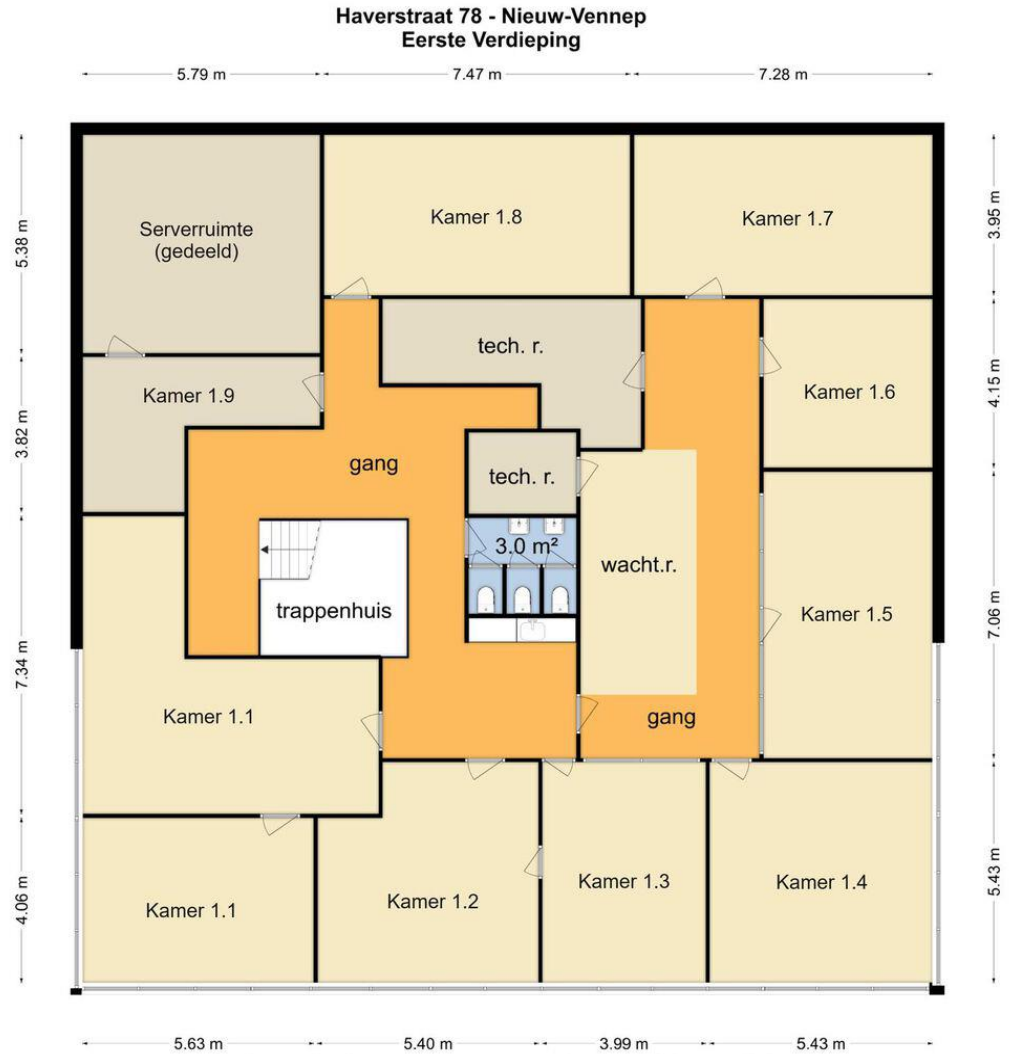 Haverstraat 78 - Nieuw-Vennep
Eerste Verdieping
5.79 m
7.47 m
7.28 m
5.38 m
3.82 m
7.34 m
4.06 m
Serverruimte
(gedeeld)
Kamer 1.8
Kamer 1.7
tech. r.
Kamer 1.9
Kamer 1.6
gang
tech. r.
3.0 m²
wacht.r.
trappenhuis
Kamer 1.5
Kamer 1.1
gang
Kamer 1.1
Kamer 1.2
Kamer 1.3
Kamer 1.4
3.95 m
4.15 m
7.06 m
5.43 m
5.63 m
5.40 m
3.99 m
5.43 m